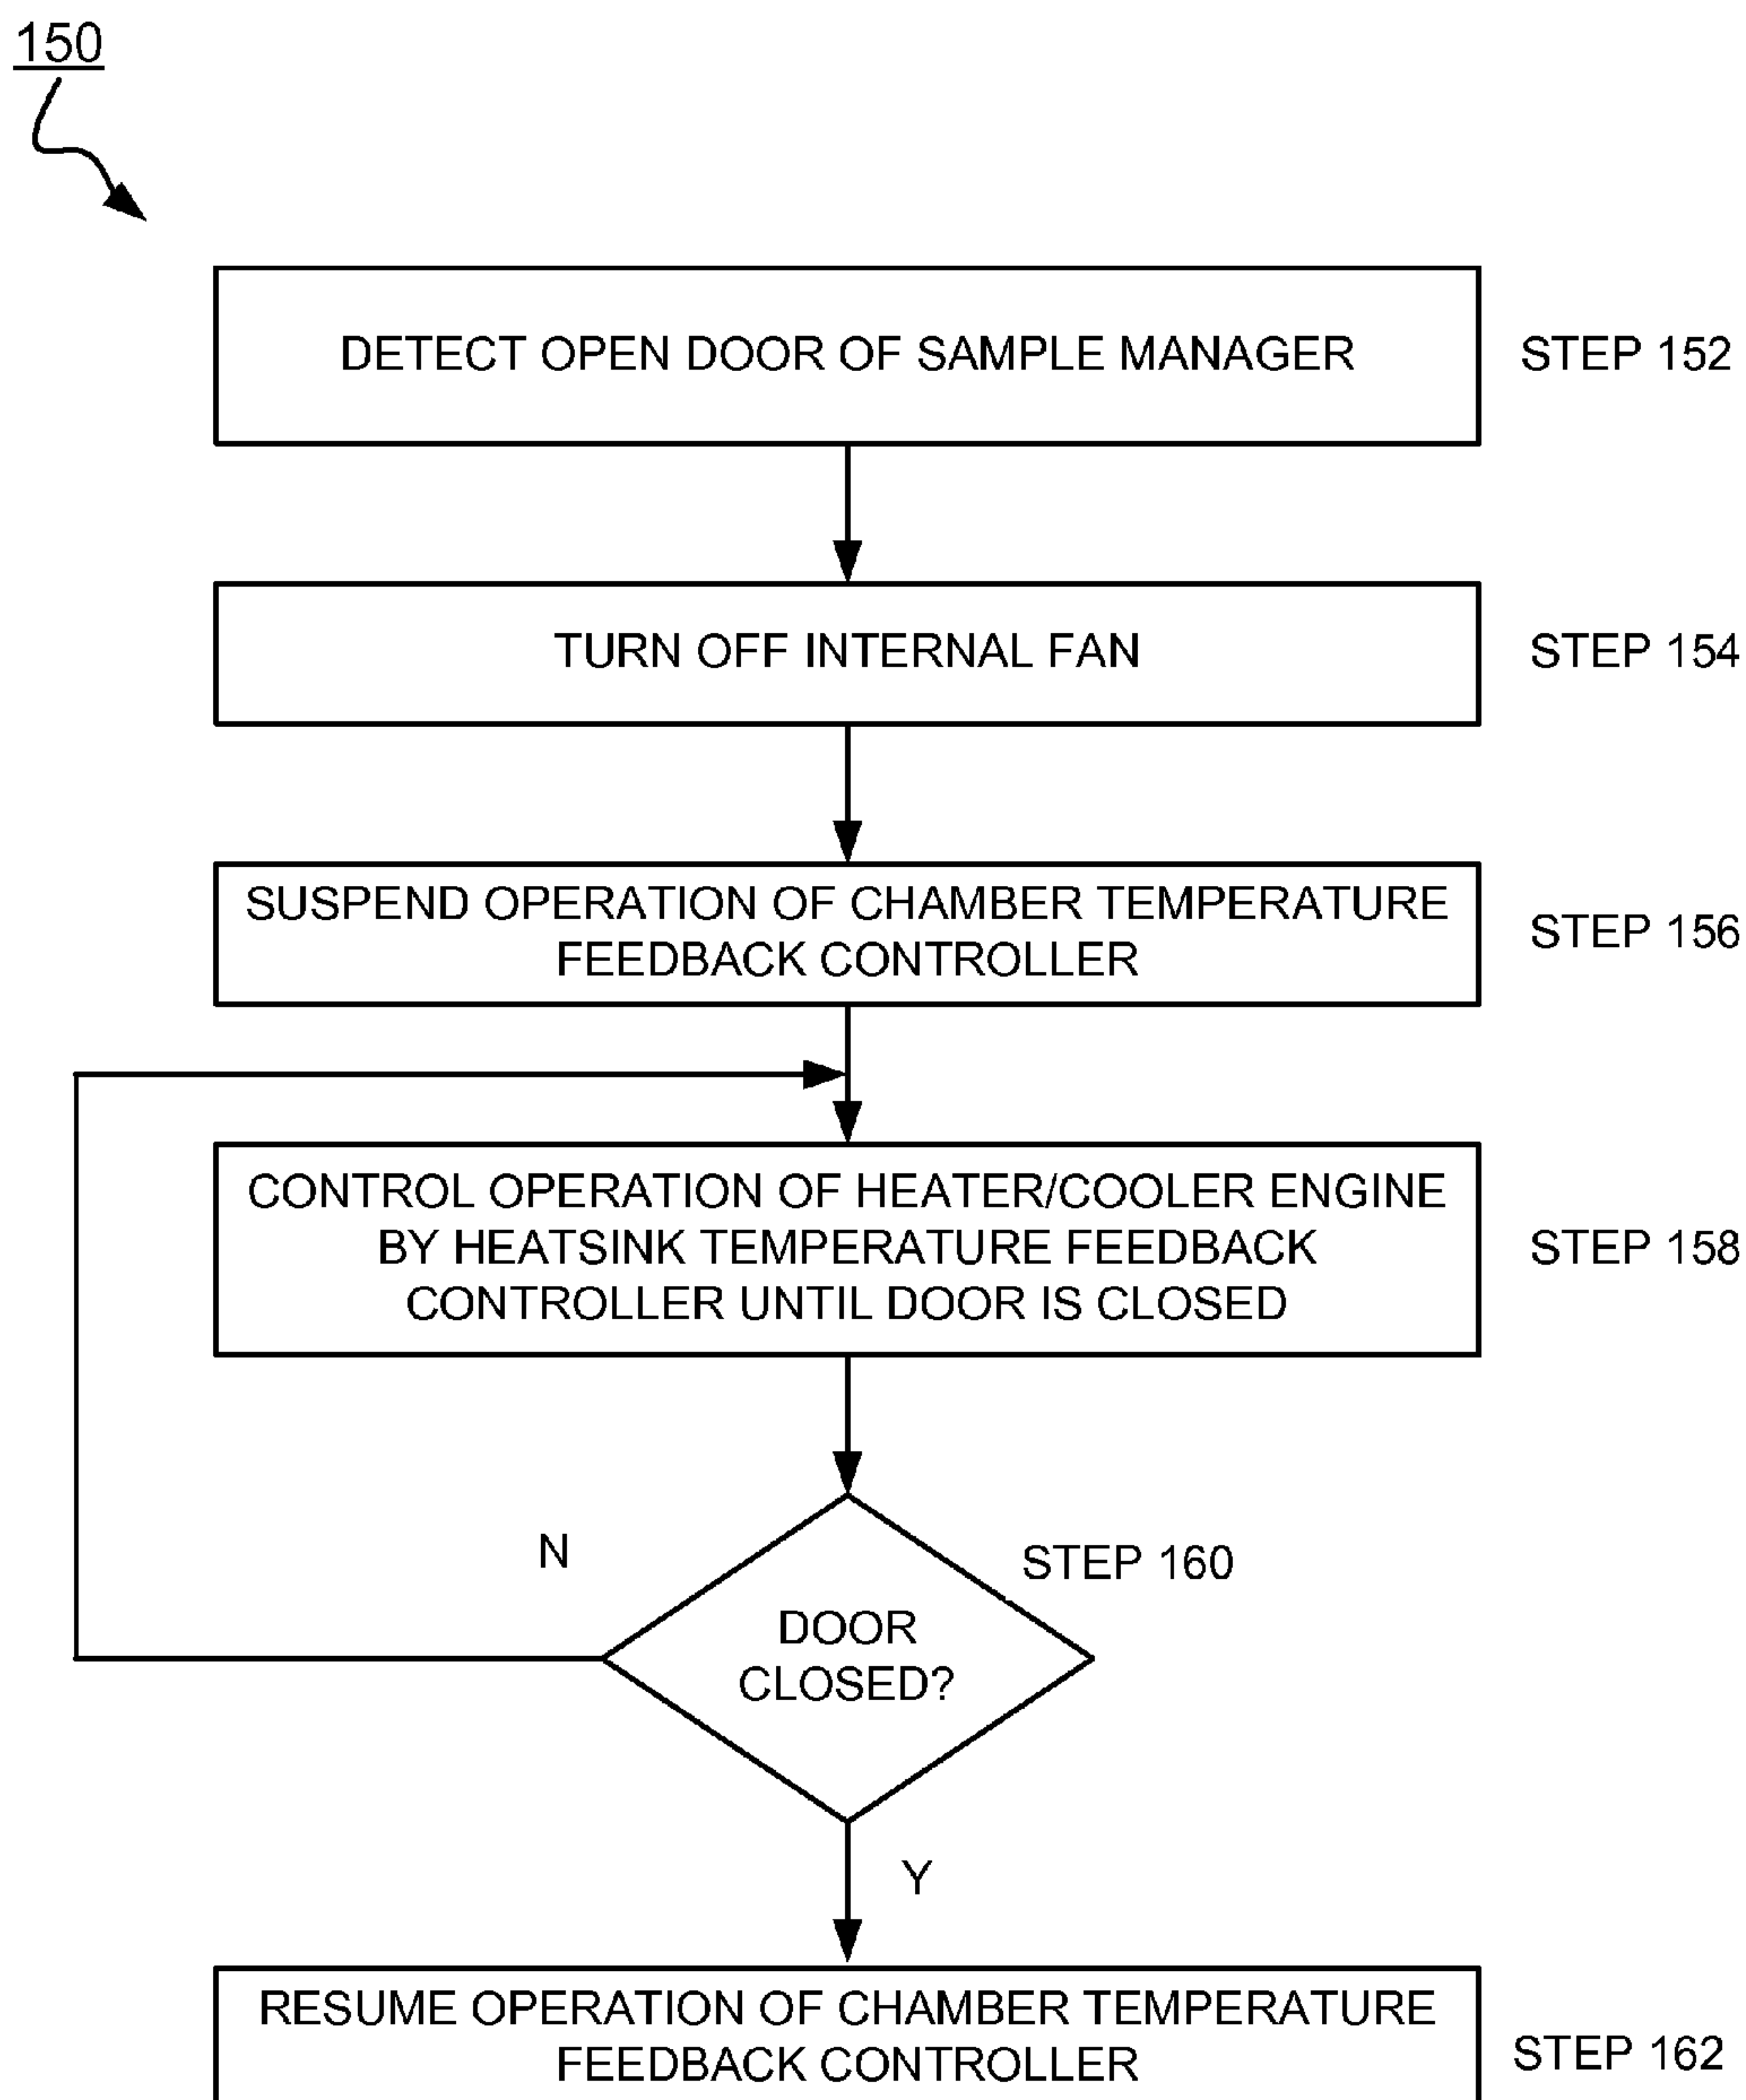 150
DETECT OPEN DOOR OF SAMPLE MANAGER
STEP 152
TURN OFF INTERNAL FAN
STEP 154
SUSPEND OPERATION OF CHAMBER TEMPERATURE
FEEDBACK CONTROLLER
STEP 156
CONTROL OPERATION OF HEATER/COOLER ENGINE
BY HEATSINK TEMPERATURE FEEDBACK
CONTROLLER UNTIL DOOR IS CLOSED
STEP 158
N
STEP 160
DOOR
CLOSED?
Y
RESUME OPERATION OF CHAMBER TEMPERATURE
FEEDBACK CONTROLLER
STEP 162